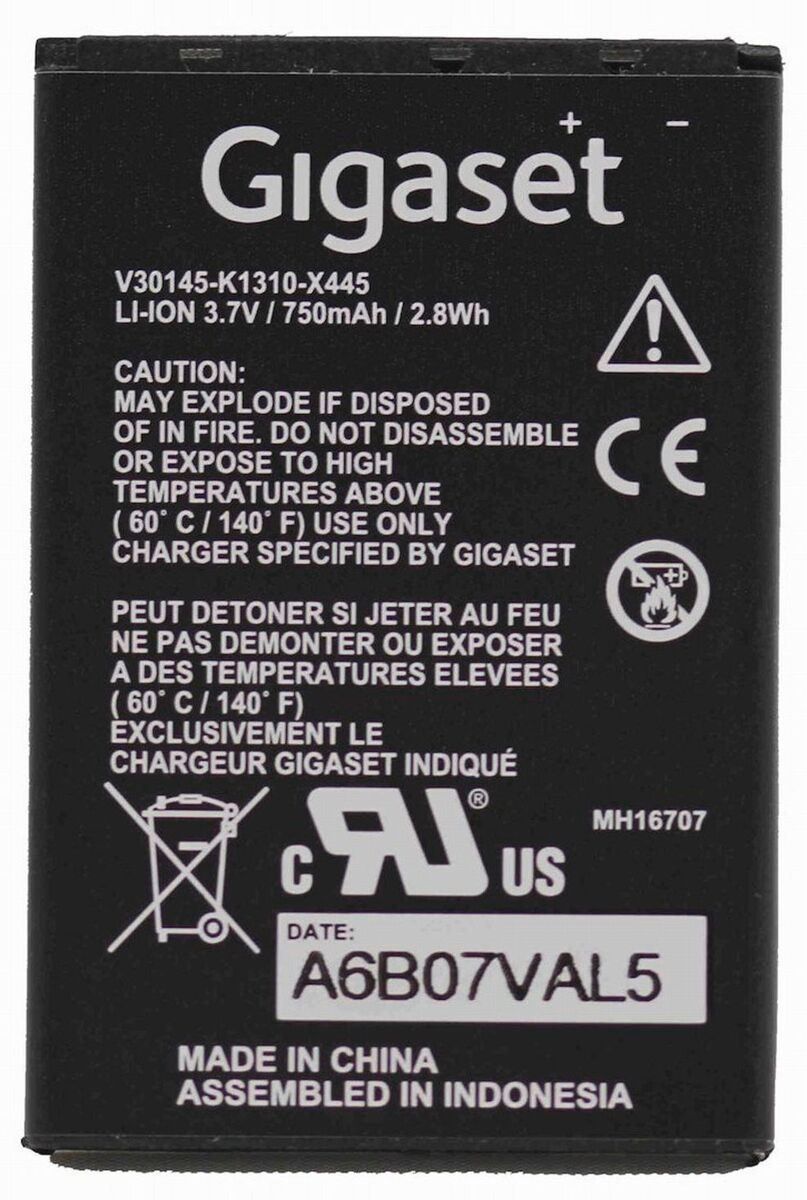 + −
Gigaset
V30145-K1310-X445
LI-ION 3.7V / 750mAh / 2.8Wh
CAUTION:
MAY EXPLODE IF DISPOSED
OF IN FIRE. DO NOT DISASSEMBLE
OR EXPOSE TO HIGH
TEMPERATURES ABOVE
( 60° C / 140° F) USE ONLY
CHARGER SPECIFIED BY GIGASET
CE
PEUT DETONER SI JETER AU FEU
NE PAS DEMONTER OU EXPOSER
A DES TEMPERATURES ELEVEES
( 60° C / 140° F)
EXCLUSIVEMENT LE
CHARGEUR GIGASET INDIQUÉ
C RU® US
MH16707
DATE:
A6B07VAL5
MADE IN CHINA
ASSEMBLED IN INDONESIA